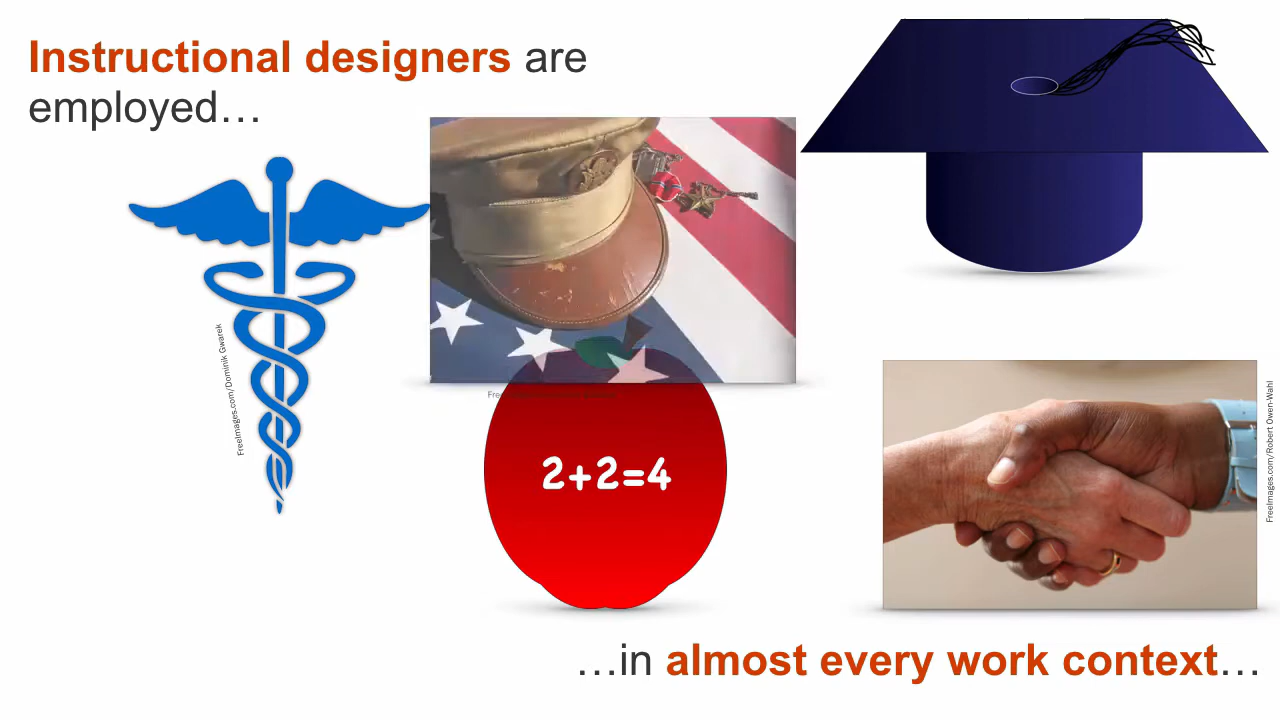 Instructional designers are
employed…
FreeImages.com/Dominik Gwarek
2+2=4
FreeImages.com/Robert Owen-Wahl
…in almost every work context…